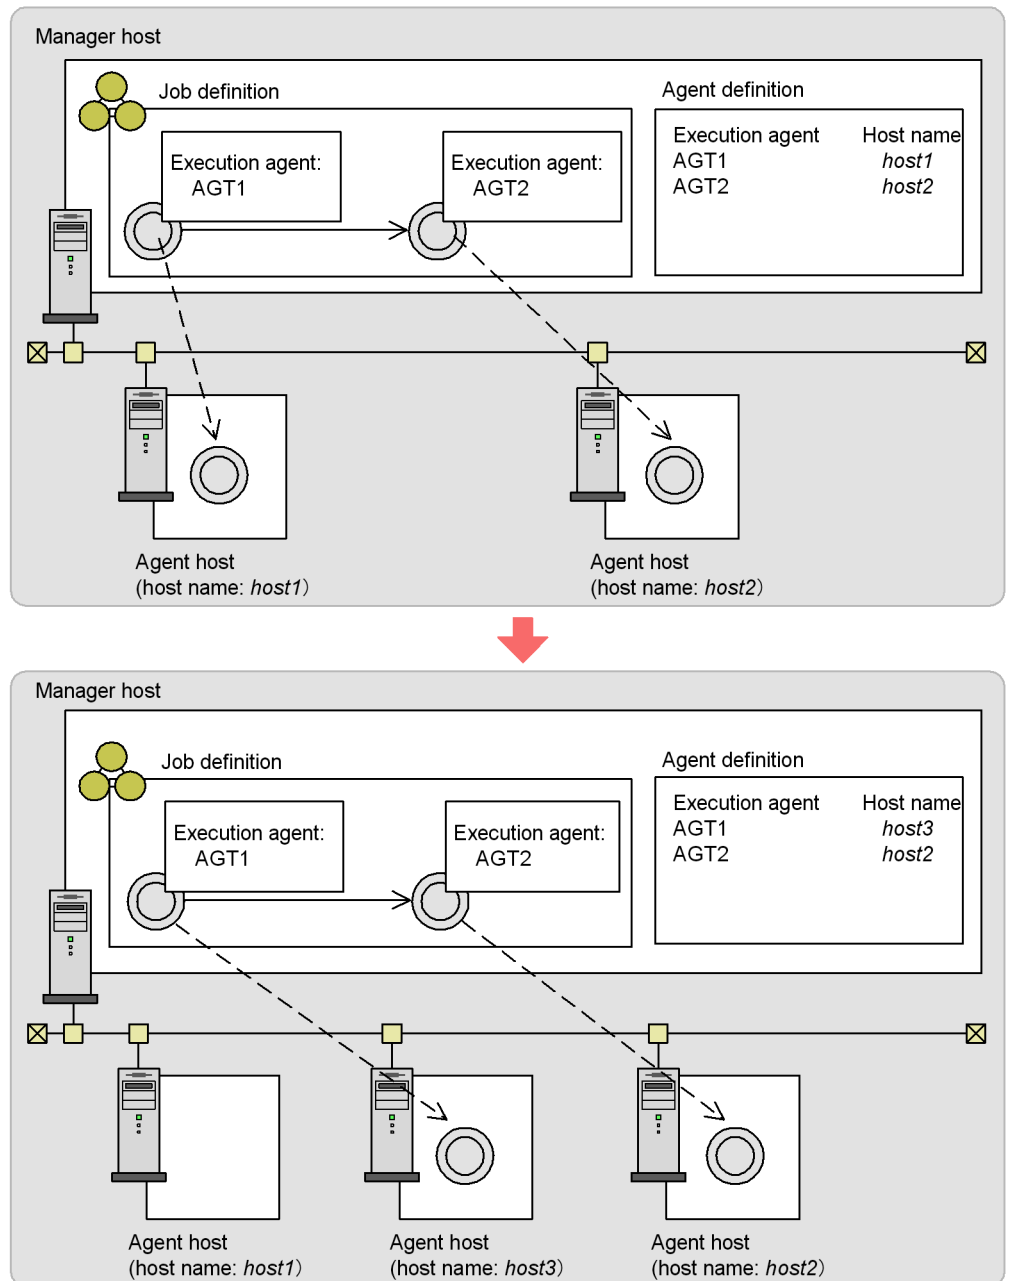 Manager host
Job definition
Agent definition
Execution agent:
AGT1
Execution agent:
AGT2
Execution agent Host name
AGT1 host1
AGT2 host2
Agent host
(host name: host1）
Agent host
(host name: host2）
Manager host
Job definition
Agent definition
Execution agent:
AGT1
Execution agent:
AGT2
Execution agent Host name
AGT1 host3
AGT2 host2
Agent host
(host name: host1）
Agent host
(host name: host3）
Agent host
(host name: host2）